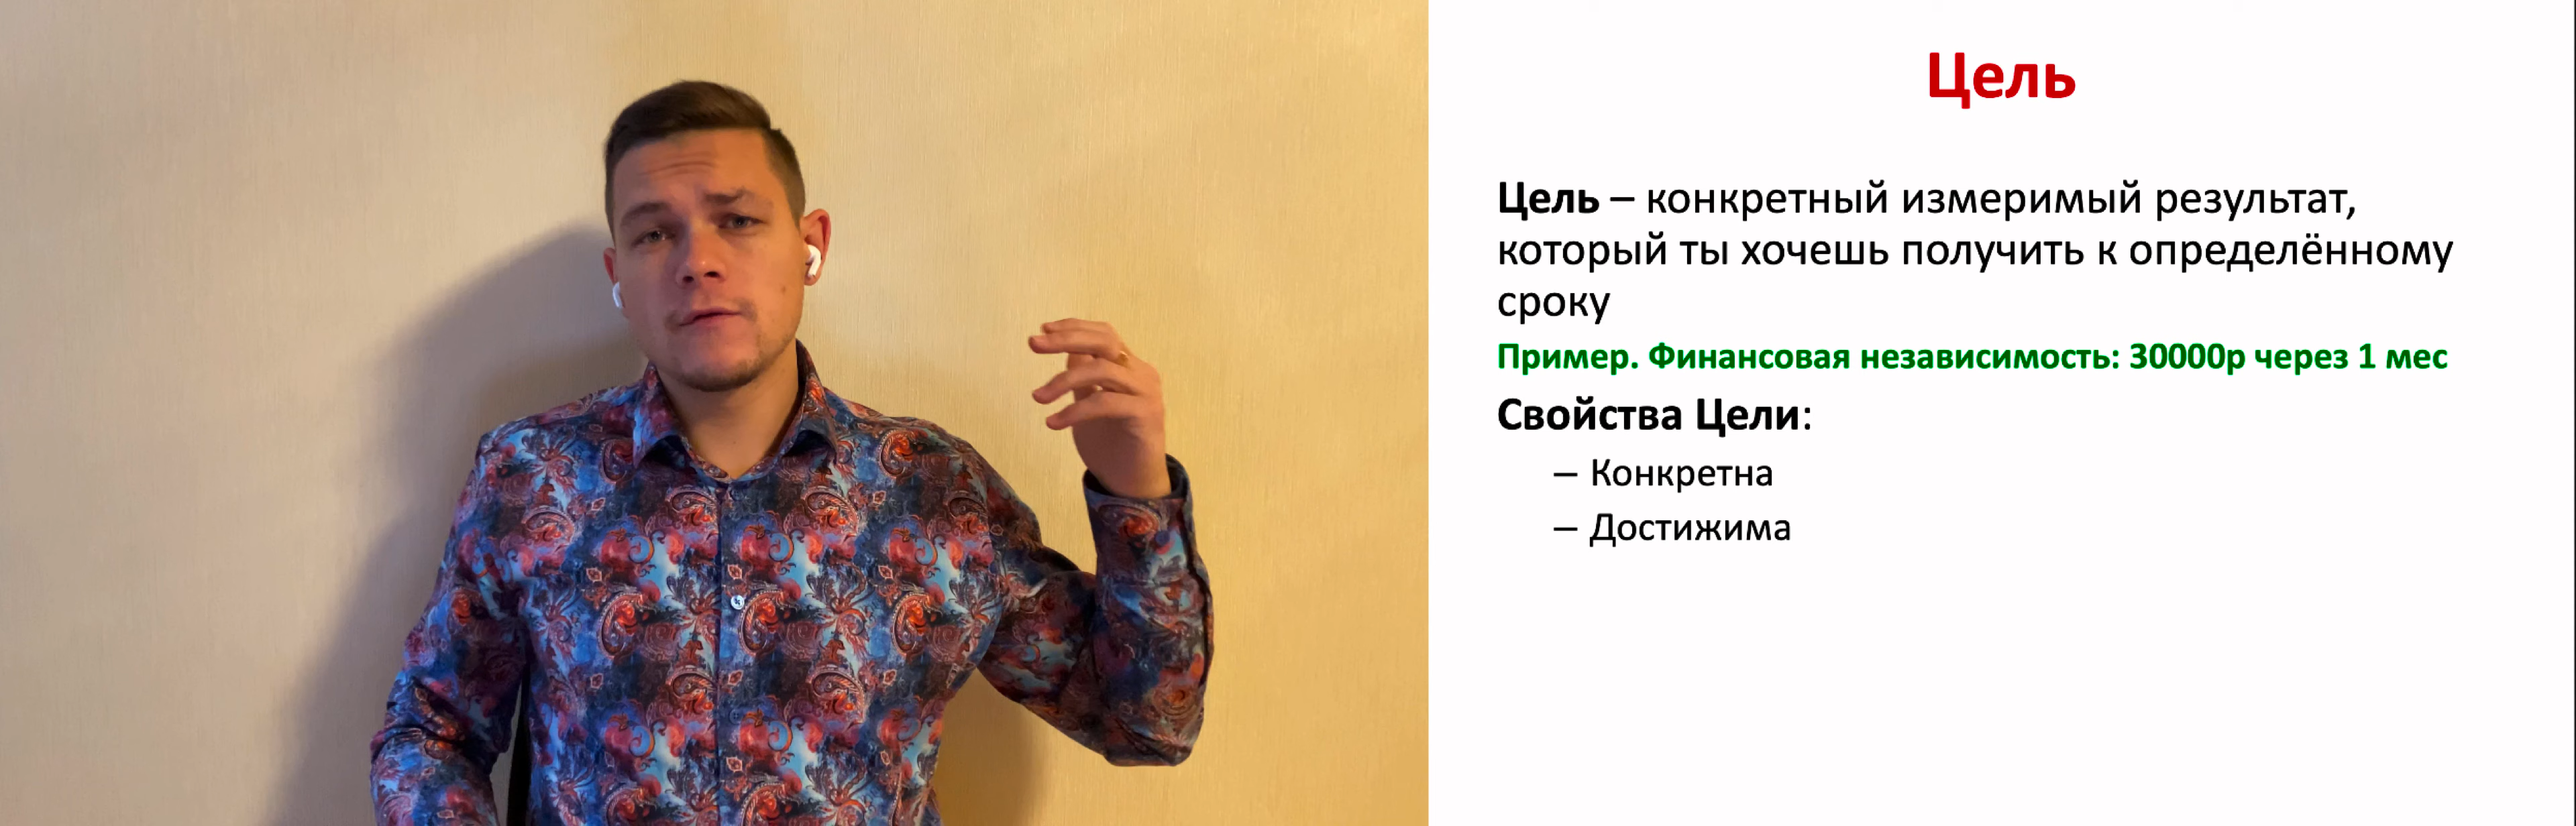 Цель
Цель – конкретный измеримый результат,
который ты хочешь получить к определённому
сроку
Пример. Финансовая независимость: 30000р через 1 мес
Свойства Цели:
– Конкретна
– Достижима